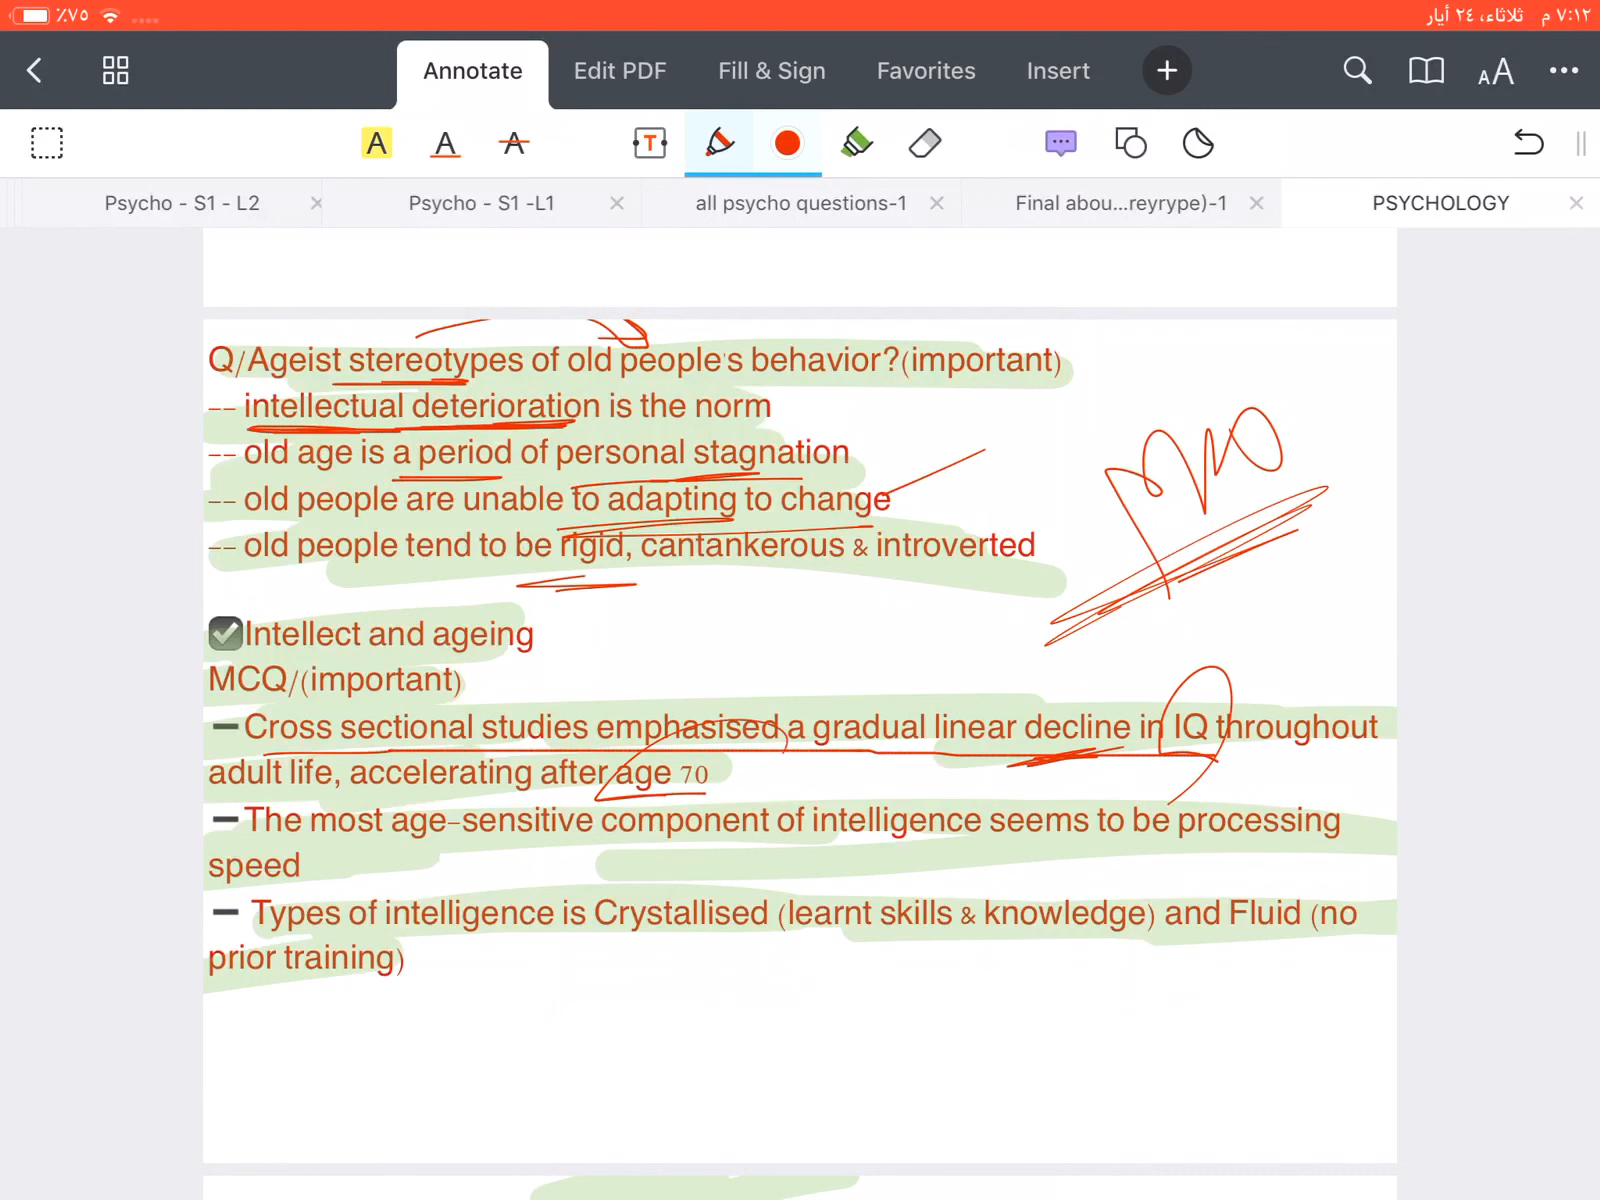 ٪٧٥
٧:١٢ م ثلاثاء، ٢٤ أيار
Annotate Edit PDF Fill & Sign Favorites Insert
AA
A A A T
Psycho - S1 - L2 Psycho - S1 -L1 all psycho questions-1 Final abou...reyrype)-1 PSYCHOLOGY
Q/Ageist stereotypes of old people's behavior?(important)
-- intellectual deterioration is the norm
-- old age is a period of personal stagnation
-- old people are unable to adapting to change
-- old people tend to be rigid, cantankerous & introverted
Intellect and ageing
MCQ/(important)
➖Cross sectional studies emphasised a gradual linear decline in IQ throughout
adult life, accelerating after age 70
➖The most age-sensitive component of intelligence seems to be processing
speed
➖ Types of intelligence is Crystallised (learnt skills & knowledge) and Fluid (no
prior training)